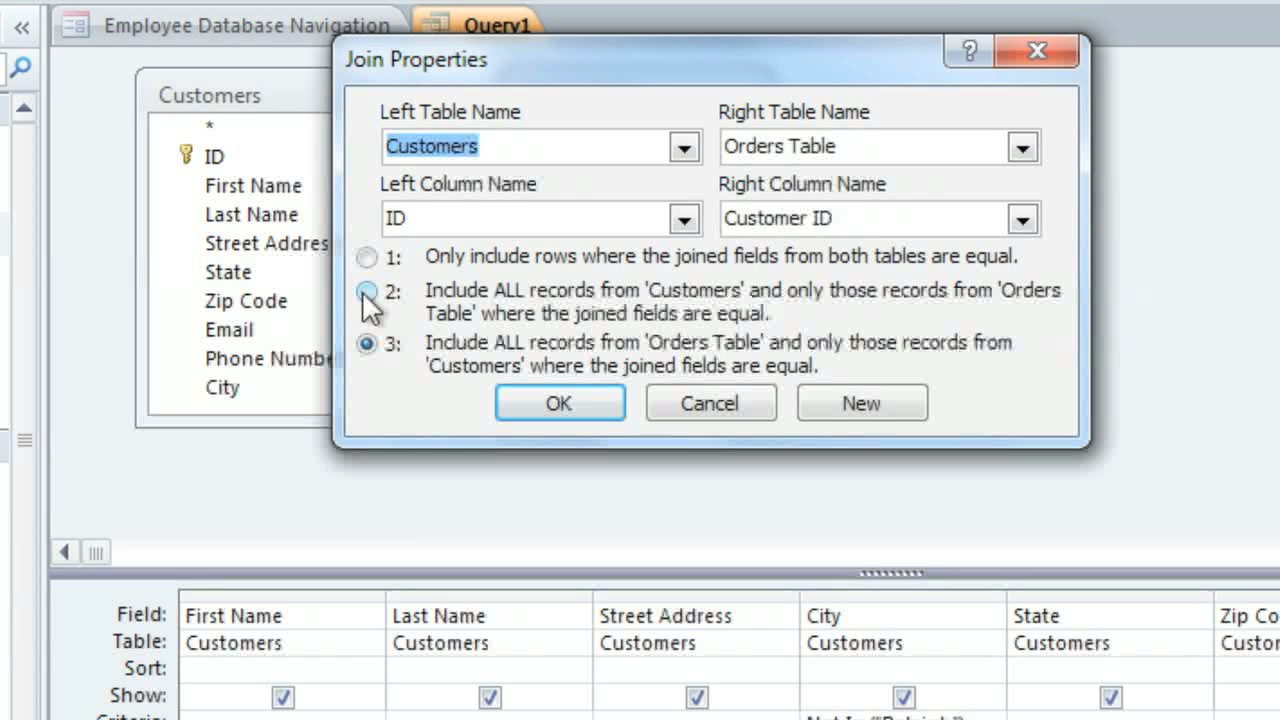 Employee Database Navigation
Query1
Join Properties
Customers
*
ID
First Name
Last Name
Street Addres
State
Zip Code
Email
Phone Numbe
City
Left Table Name
Right Table Name
Customers
Orders Table
Left Column Name
Right Column Name
ID
Customer ID
1: Only include rows where the joined fields from both tables are equal.
2: Include ALL records from 'Customers' and only those records from 'Orders
Table' where the joined fields are equal.
3: Include ALL records from 'Orders Table' and only those records from
'Customers' where the joined fields are equal.
OK
Cancel
New
Field: First Name Last Name Street Address City State Zip Co
Table: Customers Customers Customers Customers Customers Custor
Sort:
Show:
Criteria: Not In ("Raleigh")